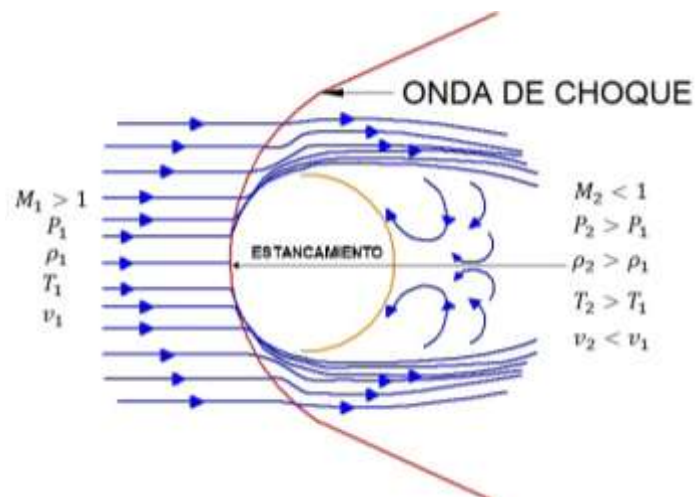 ONDA DE CHOQUE
M₁ > 1
P₁
ρ₁
T₁
v₁
ESTANCAMIENTO
M₂ < 1
P₂ > P₁
ρ₂ > ρ₁
T₂ > T₁
v₂ < v₁